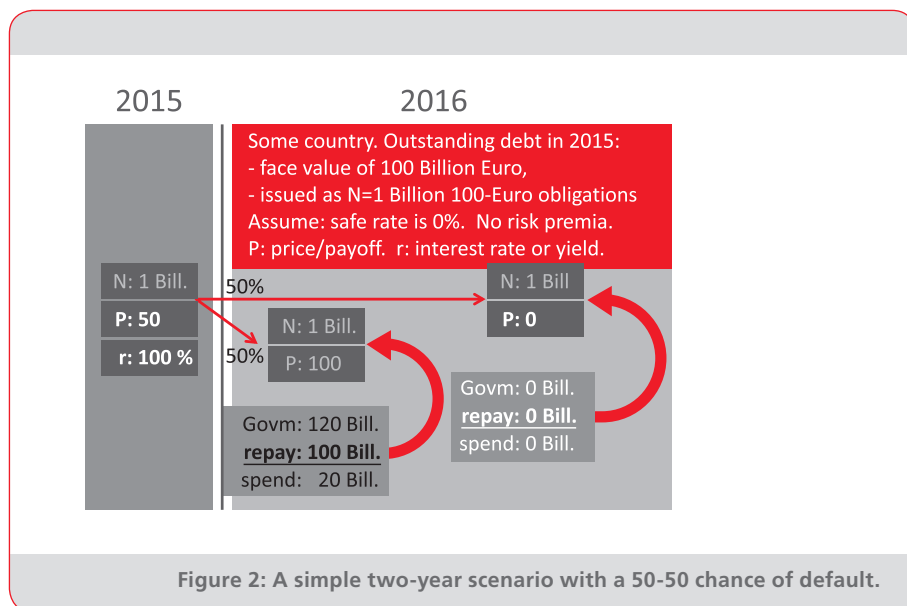 2015
2016
Some country. Outstanding debt in 2015:
- face value of 100 Billion Euro,
- issued as N=1 Billion 100-Euro obligations
Assume: safe rate is 0%. No risk premia.
P: price/payoff. r: interest rate or yield.
N: 1 Bill.
P: 50
r: 100 %
50%
50%
N: 1 Bill.
P: 100
N: 1 Bill
P: 0
Govm: 120 Bill.
repay: 100 Bill.
spend: 20 Bill.
Govm: 0 Bill.
repay: 0 Bill.
spend: 0 Bill.
Figure 2: A simple two-year scenario with a 50-50 chance of default.